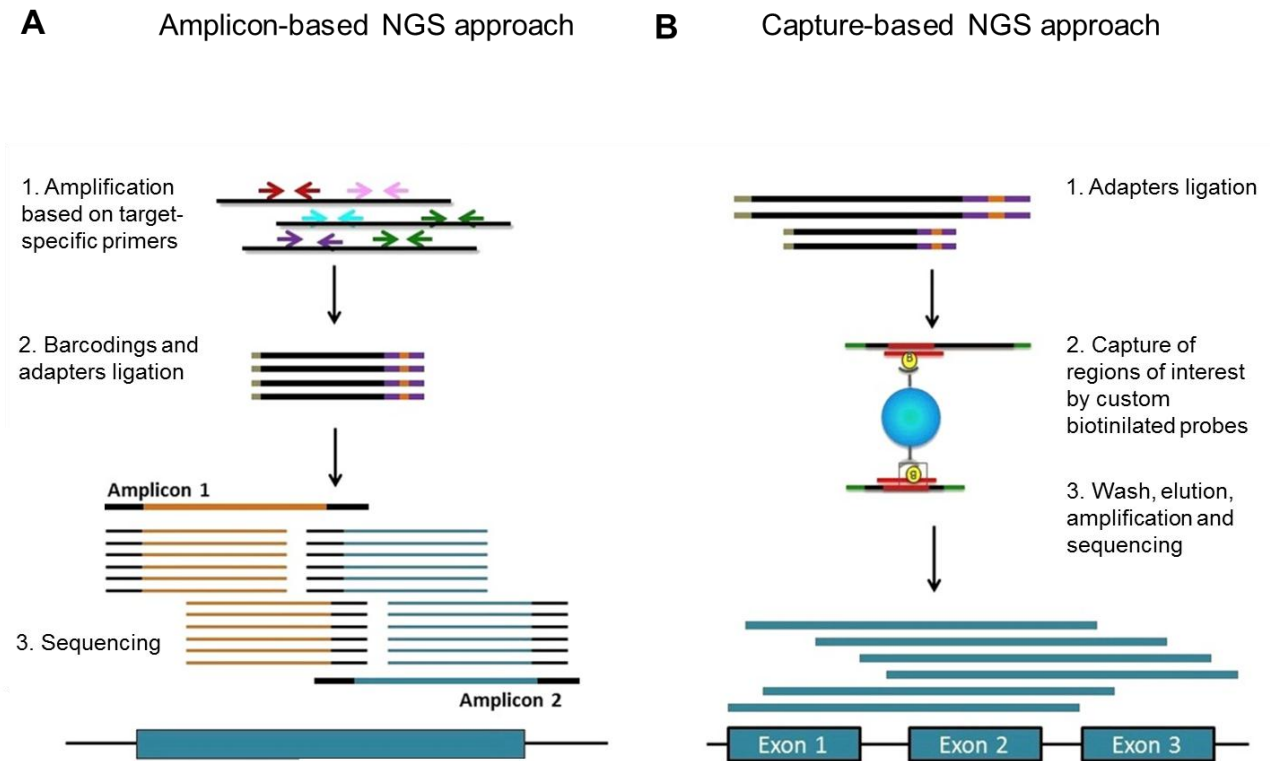 A
Amplicon-based NGS approach
1. Amplification
based on target-
specific primers
2. Barcodings and
adapters ligation
Amplicon 1
3. Sequencing
Amplicon 2
B
Capture-based NGS approach
1. Adapters ligation
B
2. Capture of
regions of interest
by custom
biotinilated probes
B
3. Wash, elution,
amplification and
sequencing
Exon 1
Exon 2
Exon 3